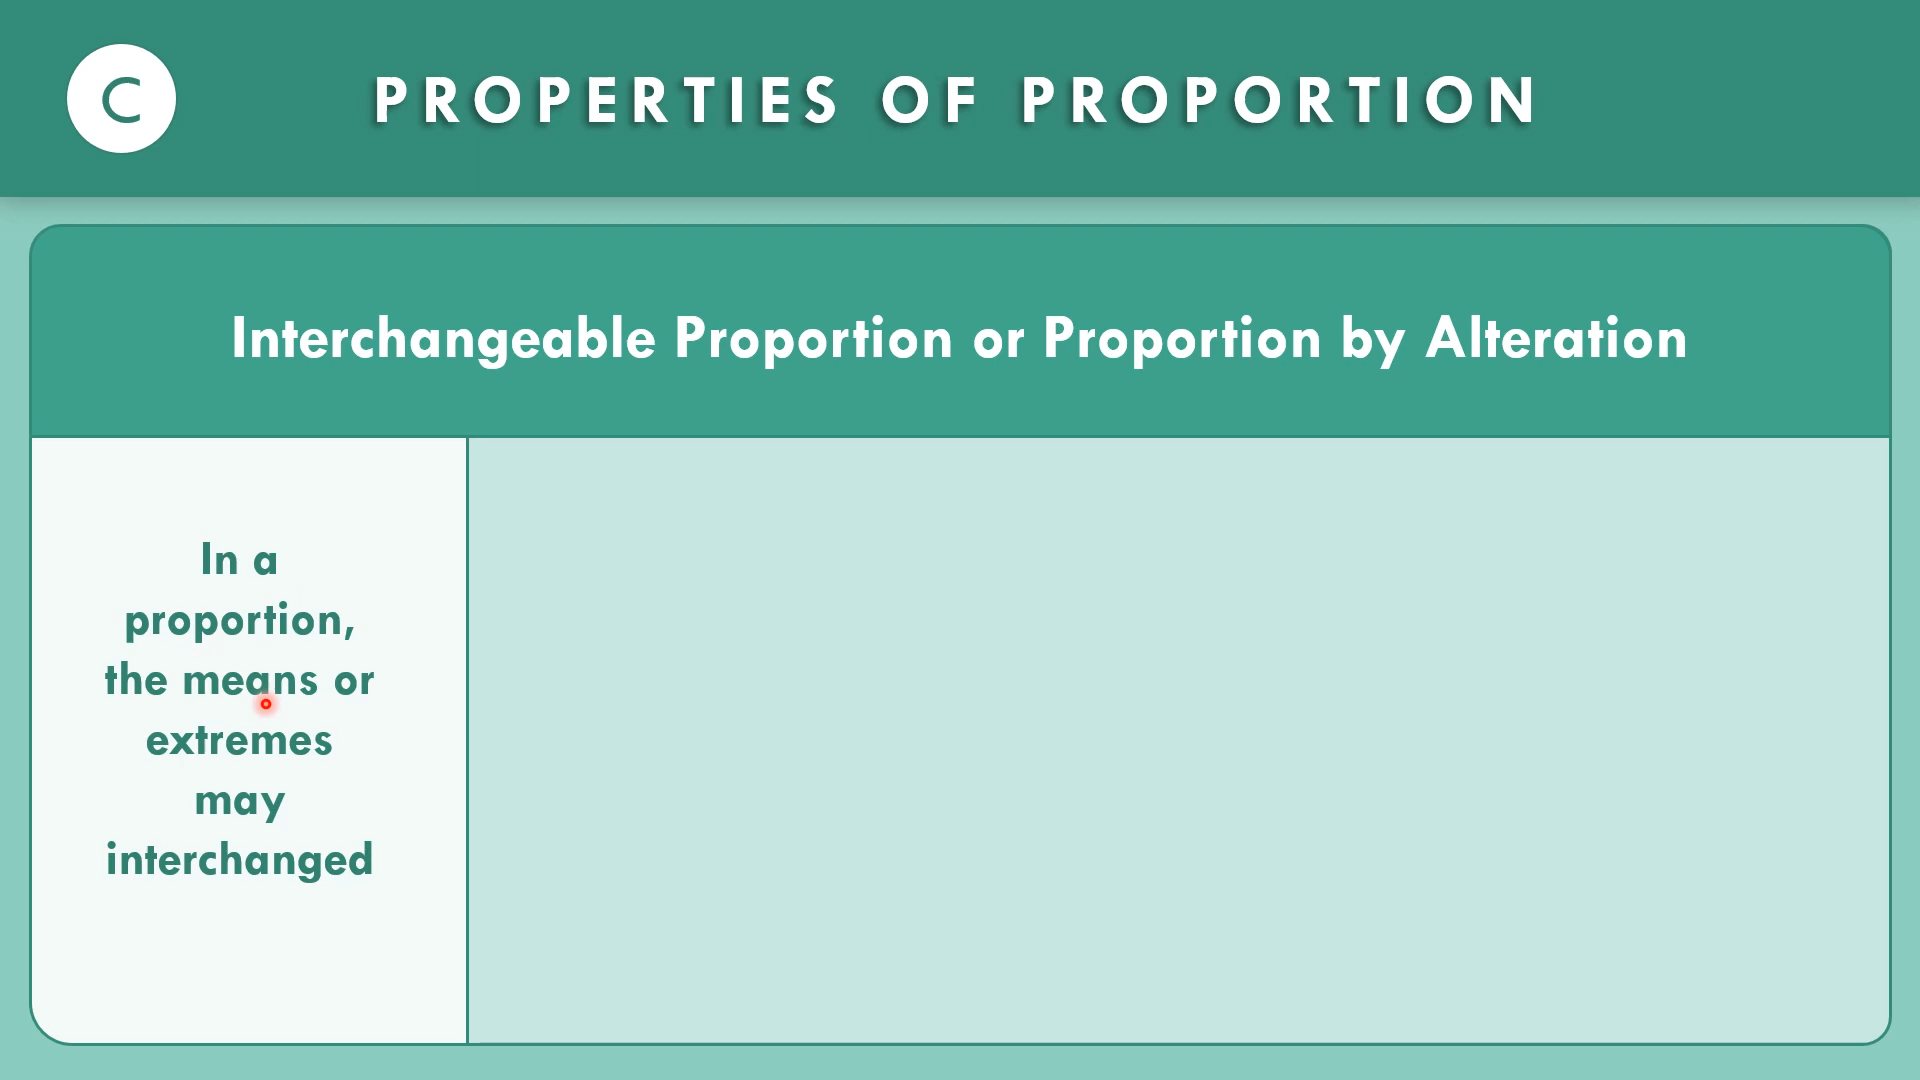 C
PROPERTIES OF PROPORTION
Interchangeable Proportion or Proportion by Alteration
In a
proportion,
the means or
extremes
may
interchanged